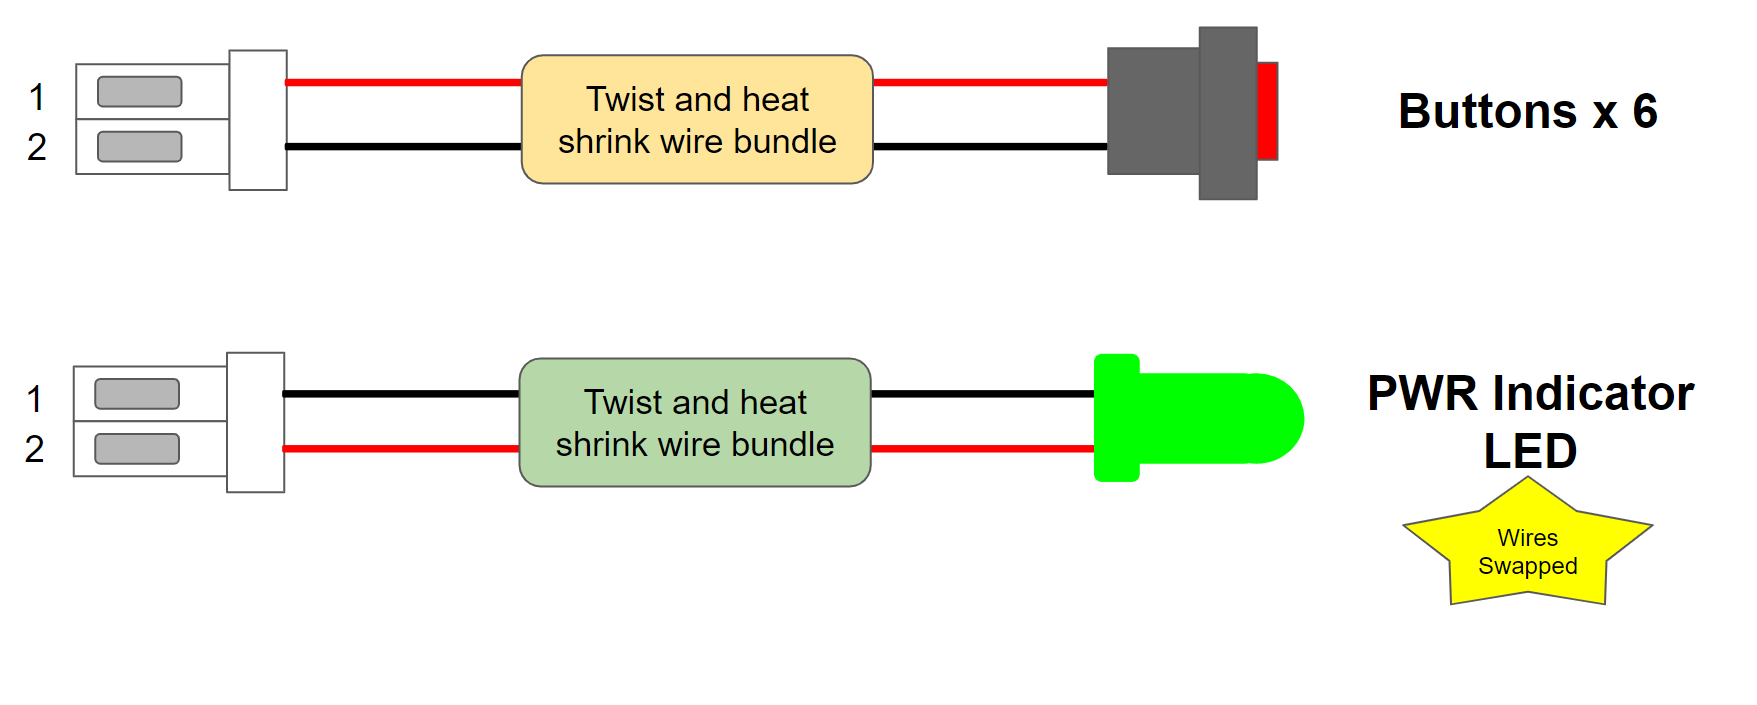 1
2
Twist and heat
shrink wire bundle
Buttons x 6
1
2
Twist and heat
shrink wire bundle
PWR Indicator
LED
Wires
Swapped